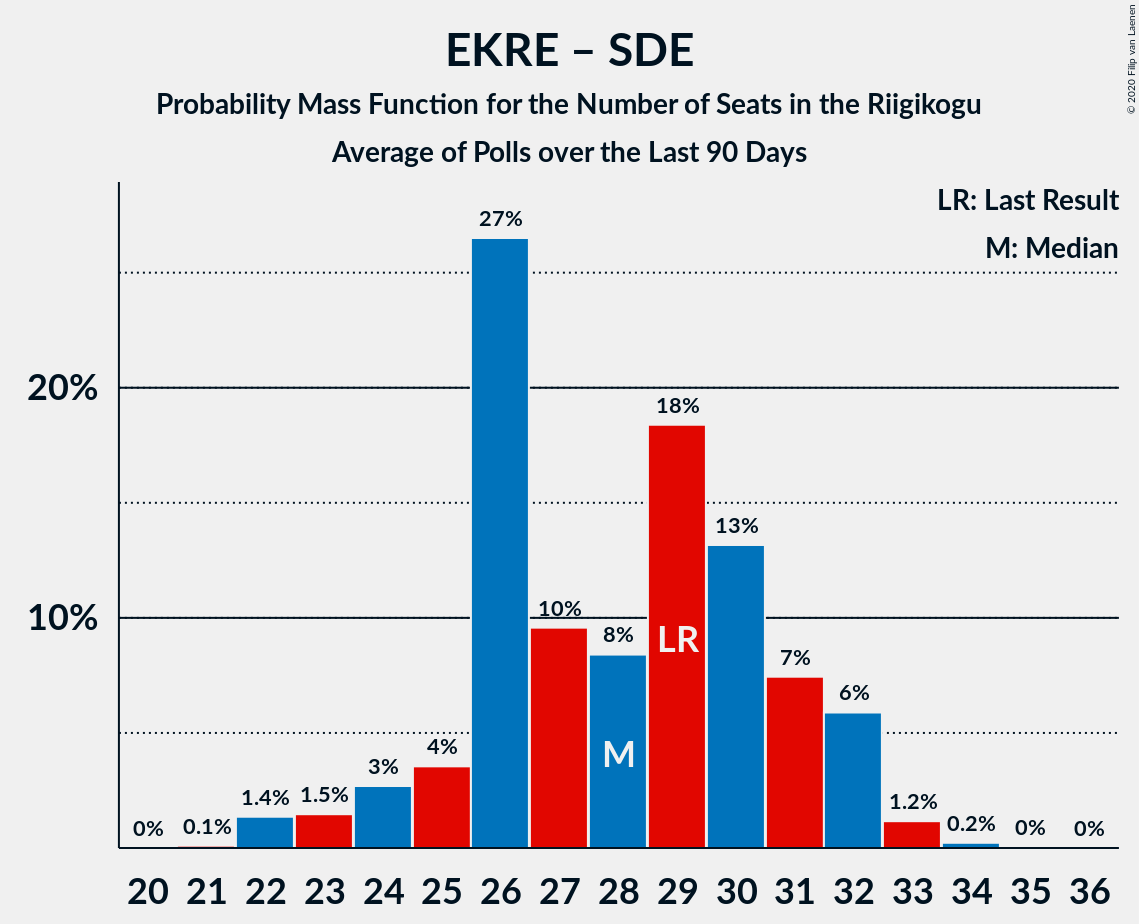 EKRE – SDE
Probability Mass Function for the Number of Seats in the Riigikogu
Average of Polls over the Last 90 Days
© 2020 Filip van Laenen
LR: Last Result
M: Median
27%
20%
18%
13%
10%
10%
8%
LR
7%
6%
4%
M
3%
1.4%
1.5%
1.2%
0%
0.1%
0.2%
0%
0%
20 21 22 23 24 25 26 27 28 29 30 31 32 33 34 35 36